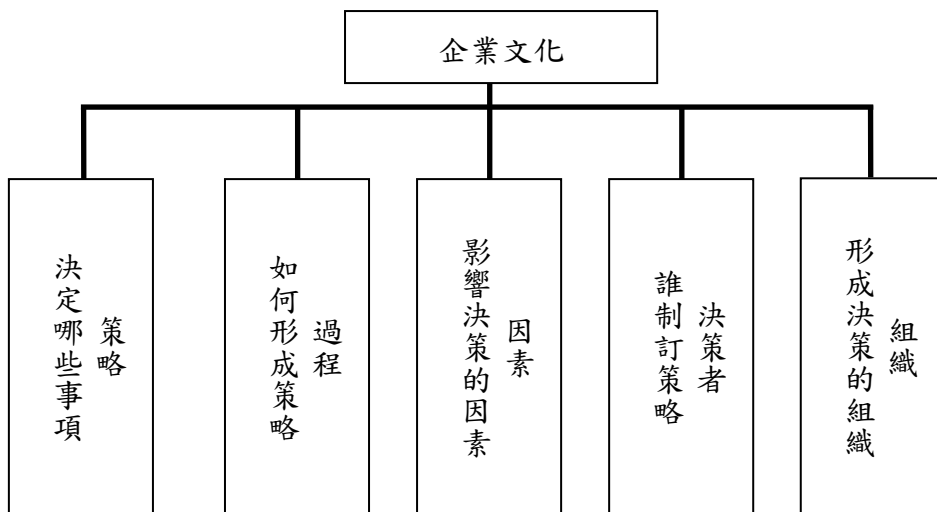 企業文化
策略
決定哪些事項
過程
如何形成策略
因素
影響決策的因素
決策者
誰制訂策略
組織
形成決策的組織